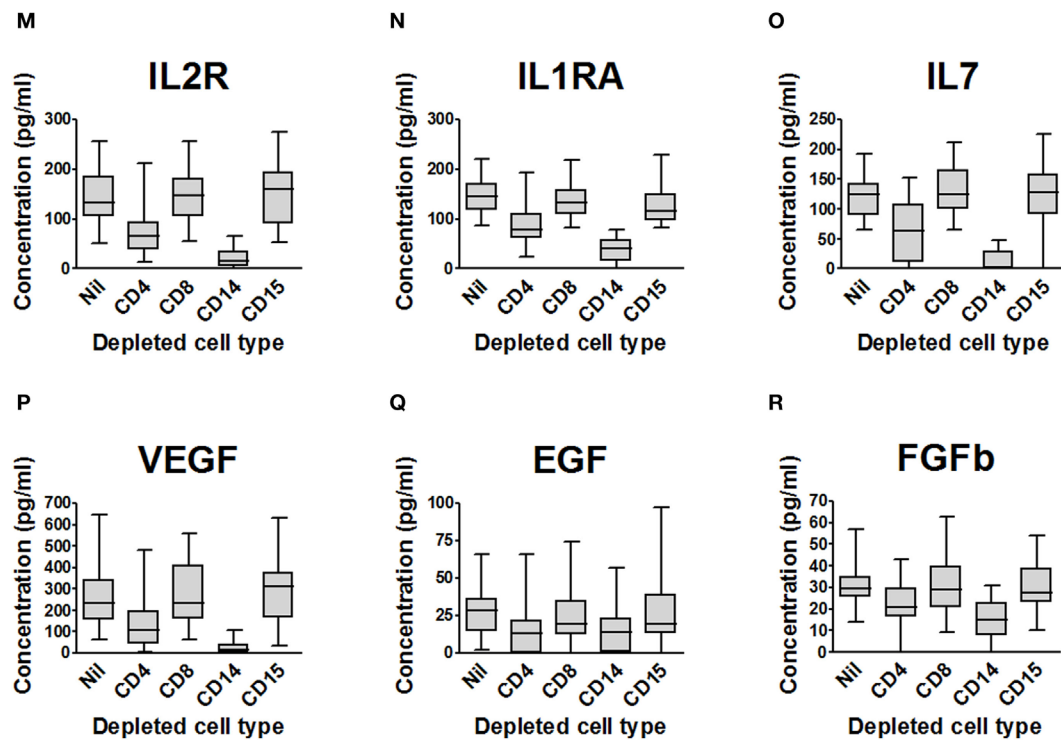 M
IL2R
Concentration (pg/ml)
300
200
100
0
Nil
CD4
CD8
CD14
CD15
Depleted cell type
N
IL1RA
Concentration (pg/ml)
300
200
100
0
Nil
CD4
CD8
CD14
CD15
Depleted cell type
O
IL7
Concentration (pg/ml)
250
200
150
100
50
0
Nil
CD4
CD8
CD14
CD15
Depleted cell type
P
VEGF
Concentration (pg/ml)
700
600
500
400
300
200
100
0
Nil
CD4
CD8
CD14
CD15
Depleted cell type
Q
EGF
Concentration (pg/ml)
100
75
50
25
0
Nil
CD4
CD8
CD14
CD15
Depleted cell type
R
FGFb
Concentration (pg/ml)
70
60
50
40
30
20
10
0
Nil
CD4
CD8
CD14
CD15
Depleted cell type